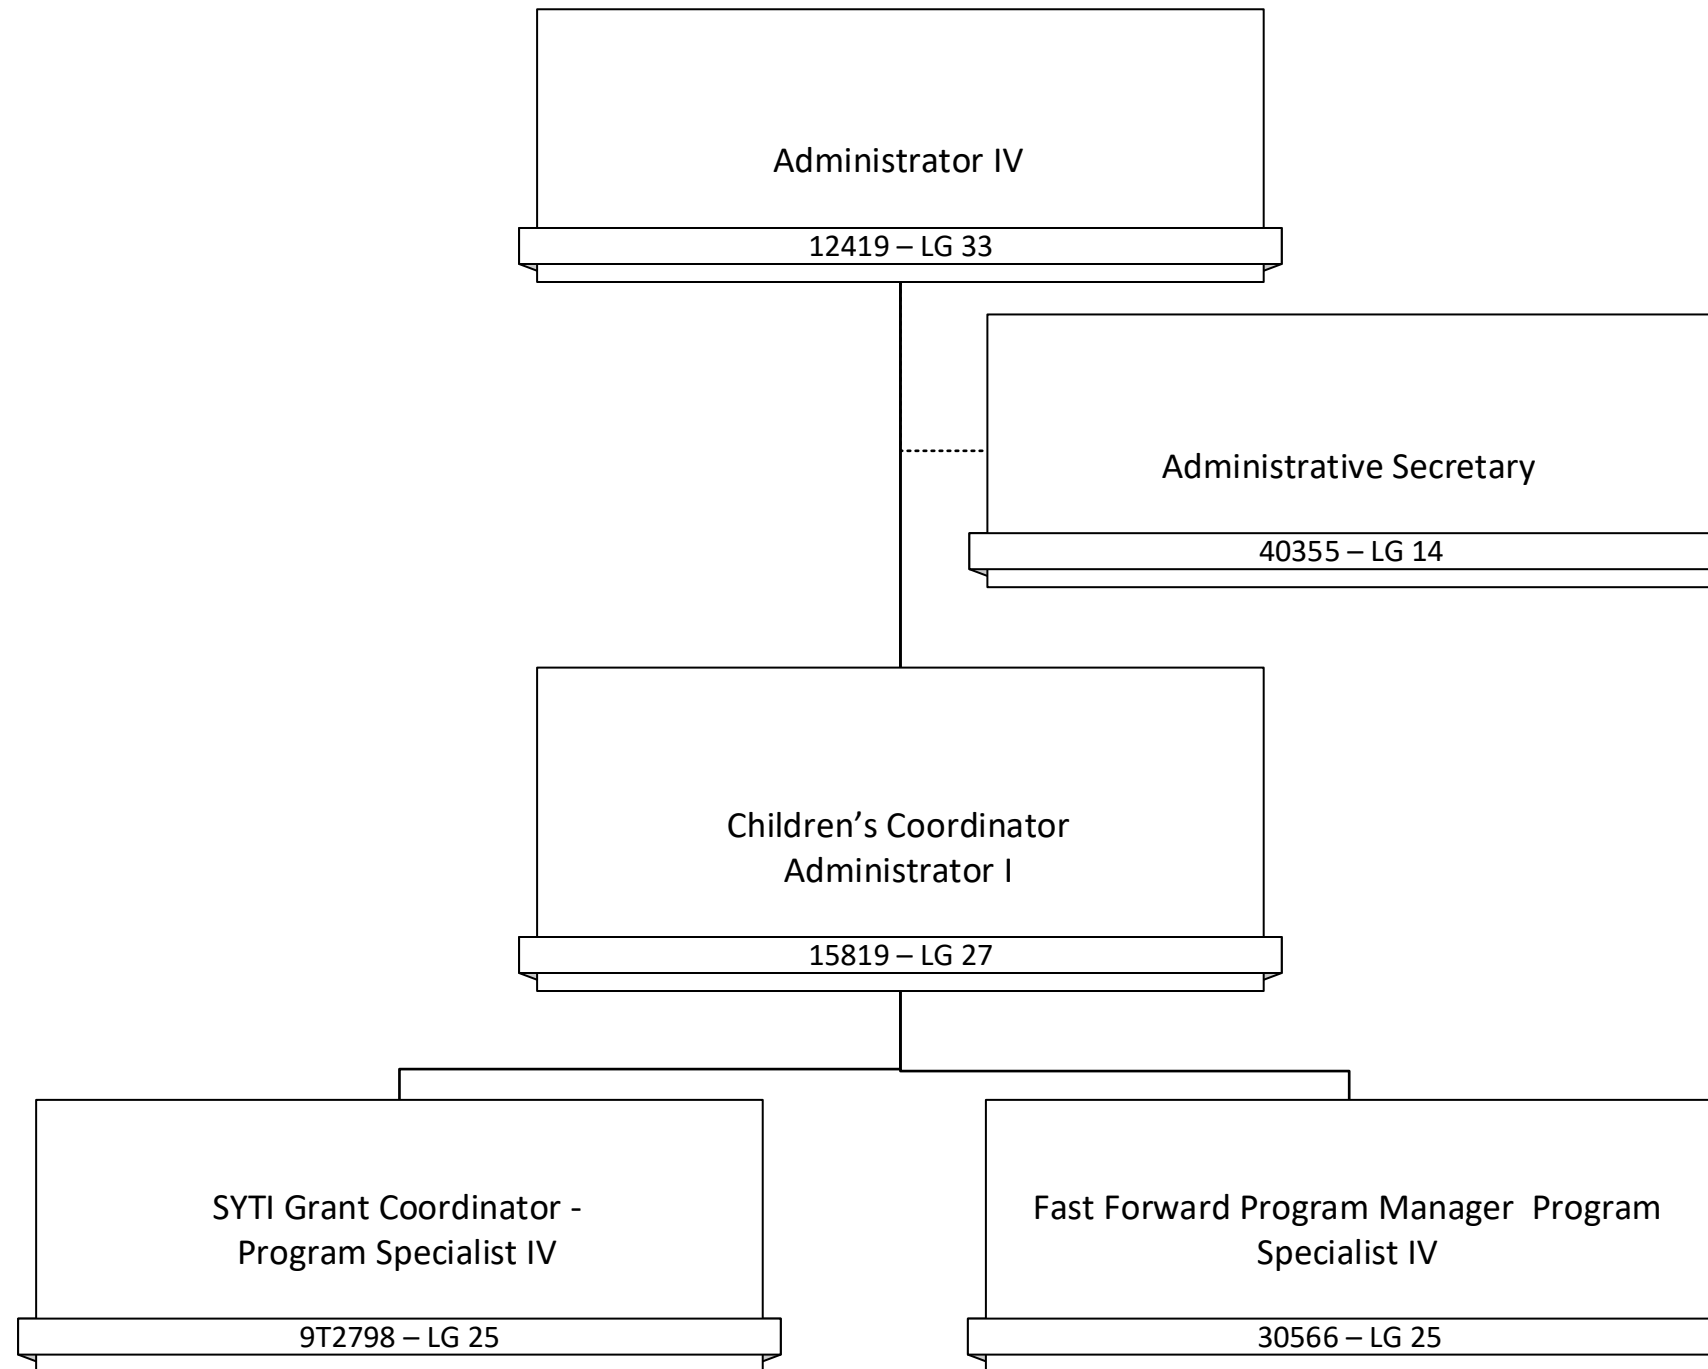 Administrator IV
12419 – LG 33
Administrative Secretary
40355 – LG 14
Children’s Coordinator
Administrator I
15819 – LG 27
SYTI Grant Coordinator -
Program Specialist IV
9T2798 – LG 25
Fast Forward Program Manager  Program
Specialist IV
30566 – LG 25